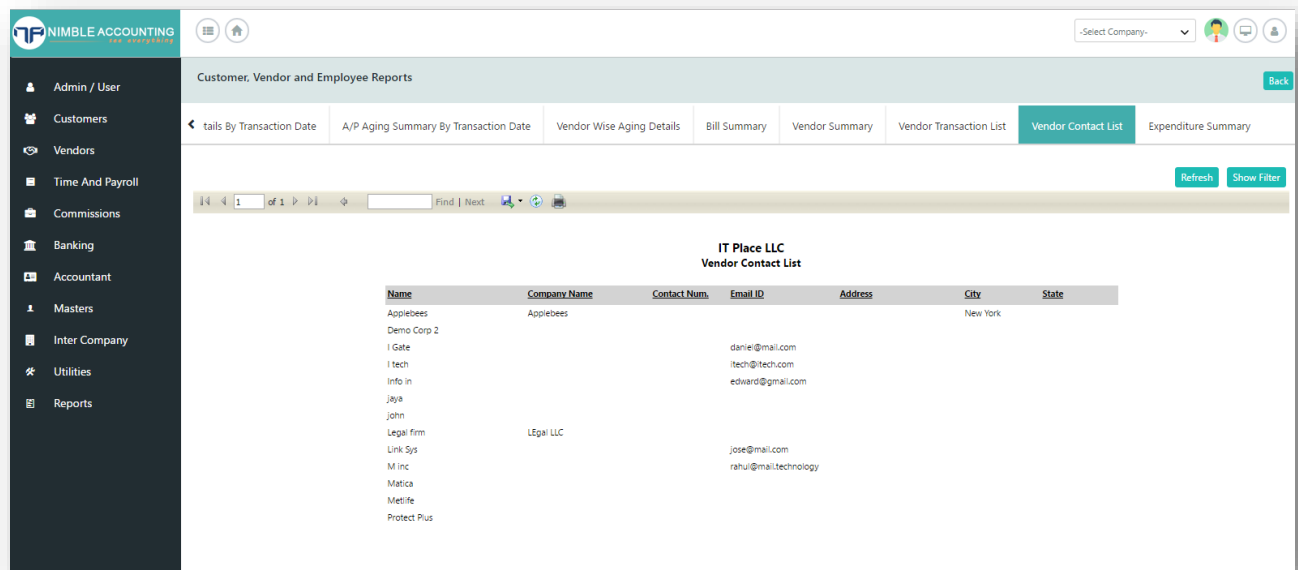 NIMBLE ACCOUNTING
see everything
-Select Company-
Admin / User
Customers
Vendors
Time And Payroll
Commissions
Banking
Accountant
Masters
Inter Company
Utilities
Reports
Customer, Vendor and Employee Reports
Back
tails By Transaction Date A/P Aging Summary By Transaction Date Vendor Wise Aging Details Bill Summary Vendor Summary Vendor Transaction List Vendor Contact List Expenditure Summary
Refresh Show Filter
1 of 1 Find | Next
IT Place LLC
Vendor Contact List
Name Company Name Contact Num. Email ID Address City State
Applebees Applebees New York
Demo Corp 2
I Gate daniel@mail.com
I tech itech@itech.com
Info in edward@gmail.com
jaya
john
Legal firm LEgal LLC
Link Sys jose@mail.com
M inc rahul@mail.technology
Matica
Metlife
Protect Plus